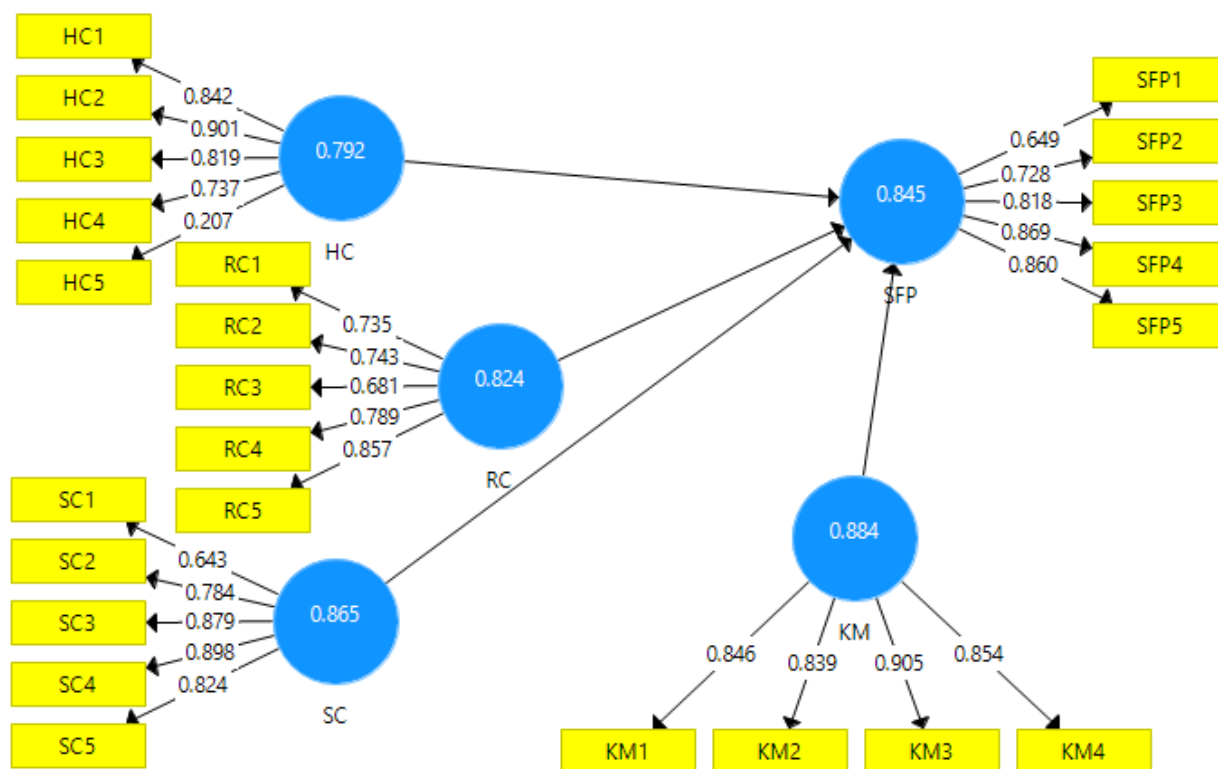 HC1
HC2
HC3
HC4
HC5
0.842
0.901
0.819
0.737
0.207
0.792
HC
RC1
RC2
RC3
RC4
RC5
0.735
0.743
0.681
0.789
0.857
0.824
RC
SC1
SC2
SC3
SC4
SC5
0.643
0.784
0.879
0.898
0.824
0.865
SC
0.845
SFP
0.649
0.728
0.818
0.869
0.860
SFP1
SFP2
SFP3
SFP4
SFP5
0.884
KM
0.846
0.839
0.905
0.854
KM1
KM2
KM3
KM4